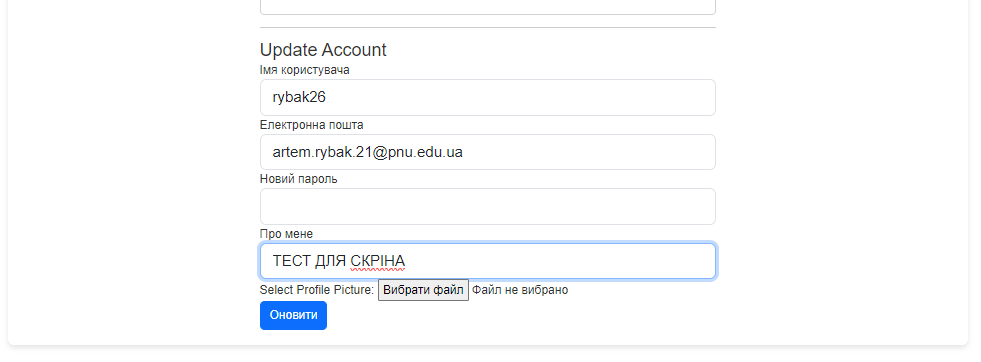 Update Account
Імя користувача
rybak26
Електронна пошта
artem.rybak.21@pnu.edu.ua
Новий пароль
Про мене
ТЕСТ ДЛЯ СКРІНА
Select Profile Picture: Вибрати файл Файл не вибрано
Оновити